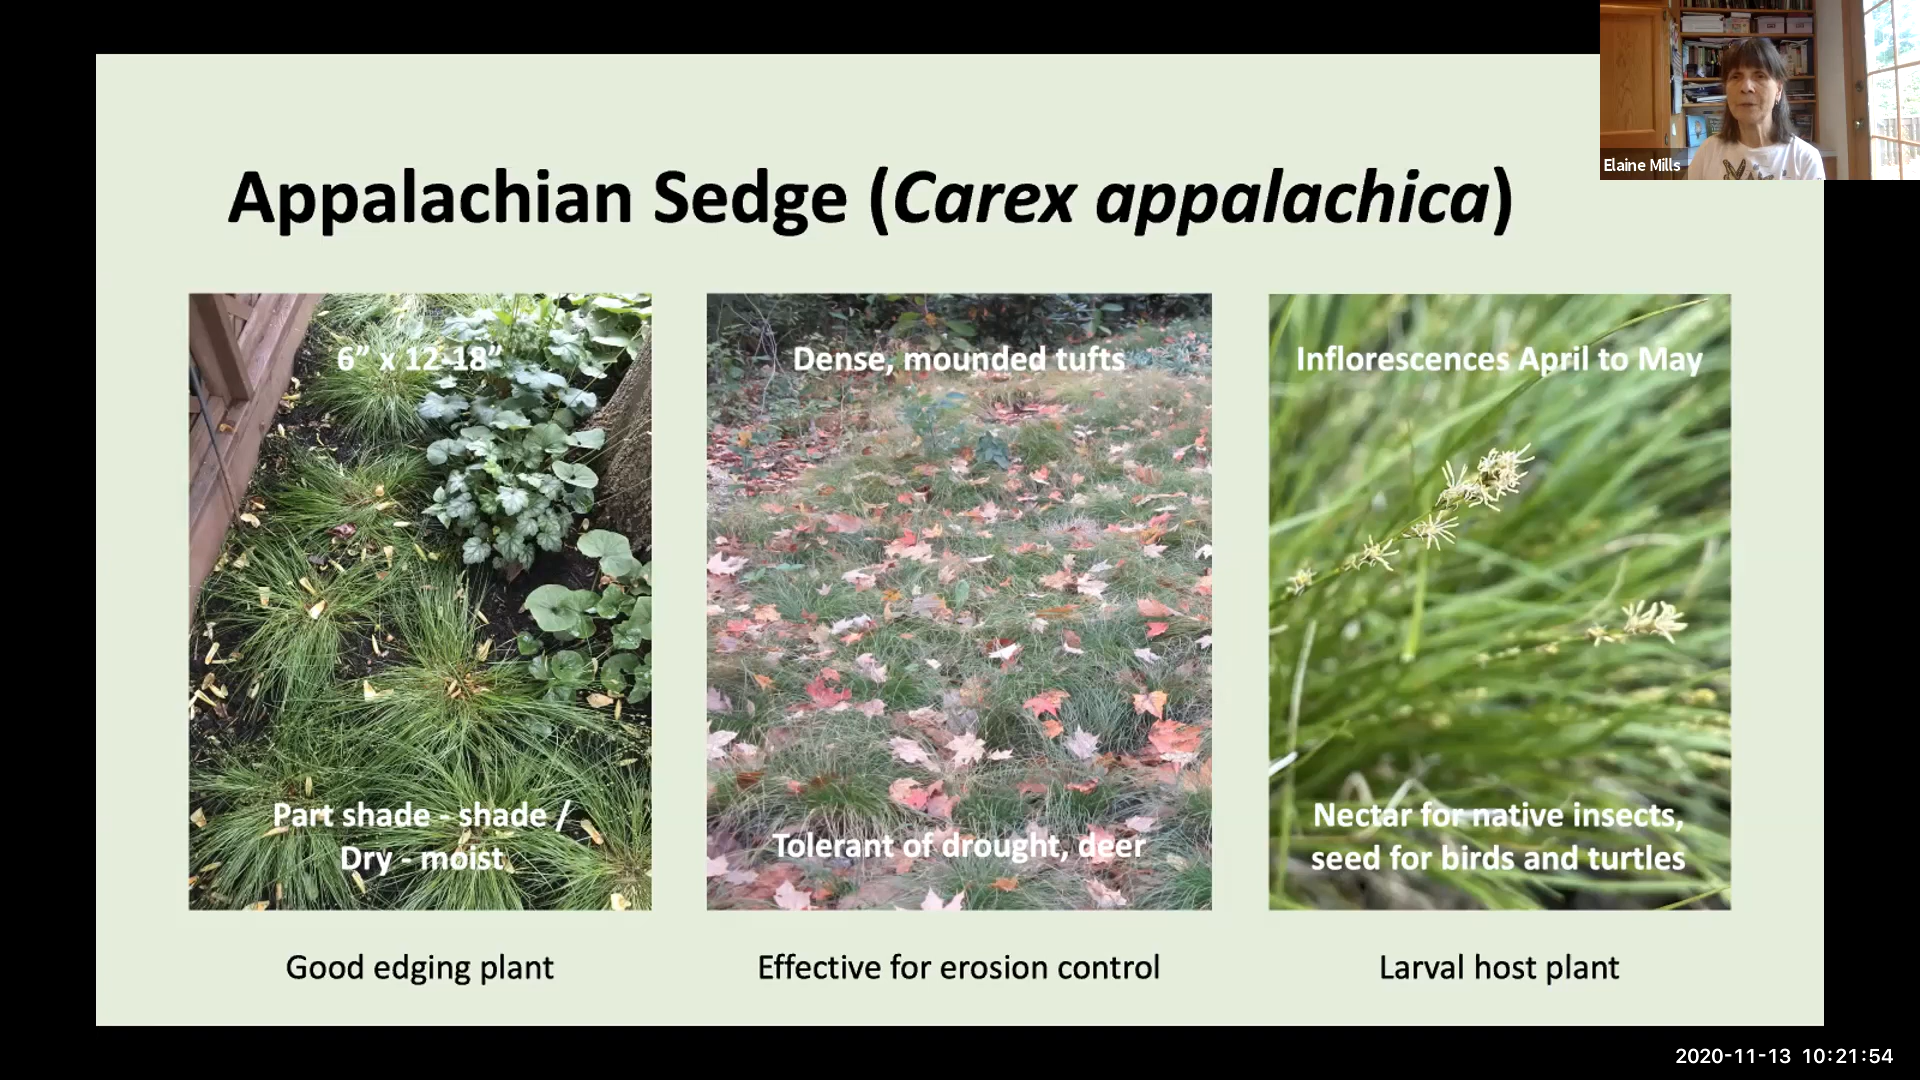 Elaine Mills
Appalachian Sedge (Carex appalachica)
6” x 12-18”
Part shade - shade /
Dry - moist
Good edging plant
Dense, mounded tufts
Tolerant of drought, deer
Effective for erosion control
Inflorescences April to May
Nectar for native insects,
seed for birds and turtles
Larval host plant
2020-11-13 10:21:54